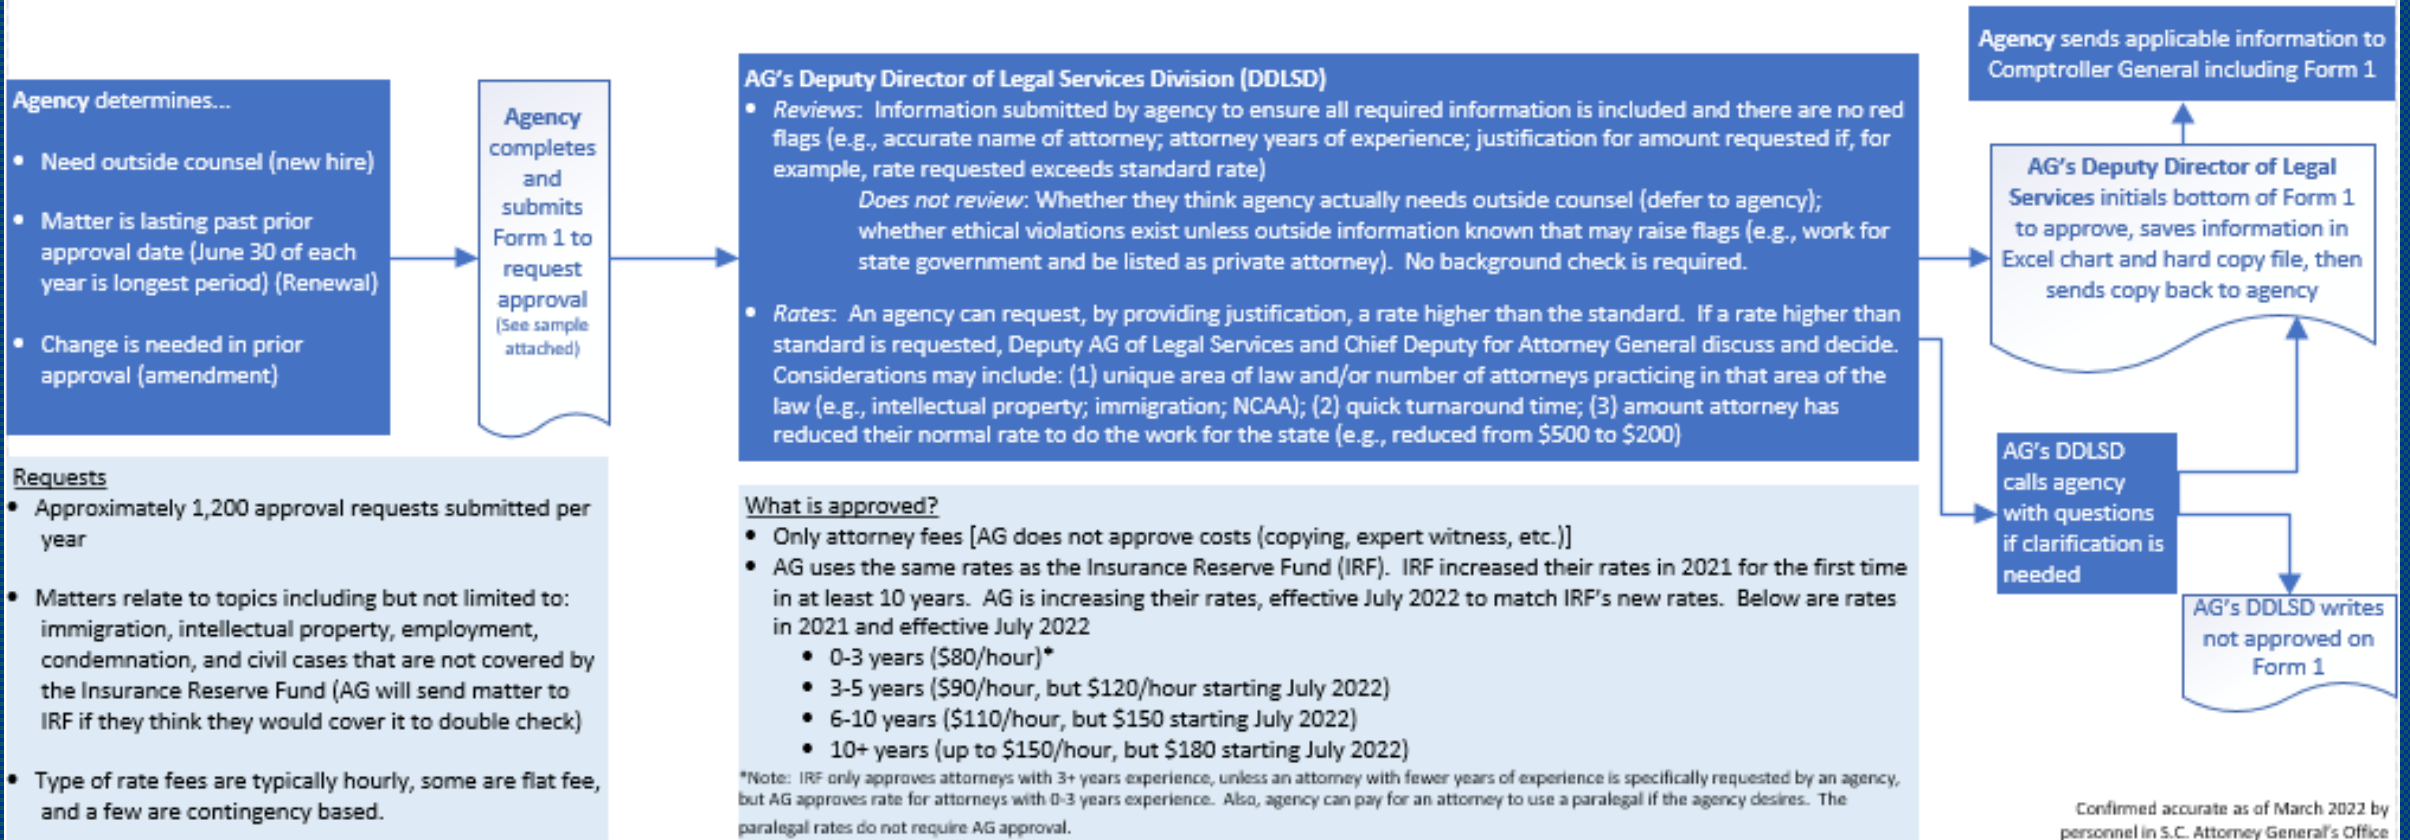 Agency determines...
• Need outside counsel (new hire)
• Matter is lasting past prior
approval date (June 30 of each
year is longest period) (Renewal)
• Change is needed in prior
approval (amendment)
Agency
completes
and
submits
Form 1 to
request
approval
(See sample
attached)
AG's Deputy Director of Legal Services Division (DDLSD)
• Reviews: Information submitted by agency to ensure all required information is included and there are no red
flags (e.g., accurate name of attorney; attorney years of experience; justification for amount requested if, for
example, rate requested exceeds standard rate)
Does not review: Whether they think agency actually needs outside counsel (defer to agency);
whether ethical violations exist unless outside information known that may raise flags (e.g., work for
state government and be listed as private attorney). No background check is required.
• Rates: An agency can request, by providing justification, a rate higher than the standard. If a rate higher than
standard is requested, Deputy AG of Legal Services and Chief Deputy for Attorney General discuss and decide.
Considerations may include: (1) unique area of law and/or number of attorneys practicing in that area of the
law (e.g., intellectual property; immigration; NCAA); (2) quick turnaround time; (3) amount attorney has
reduced their normal rate to do the work for the state (e.g., reduced from $500 to $200)
Agency sends applicable information to
Comptroller General including Form 1
AG's Deputy Director of Legal
Services initials bottom of Form 1
to approve, saves information in
Excel chart and hard copy file, then
sends copy back to agency
AG's DDLSD
calls agency
with questions
if clarification is
needed
AG's DDLSD writes
not approved on
Form 1
Requests
• Approximately 1,200 approval requests submitted per
year
• Matters relate to topics including but not limited to:
immigration, intellectual property, employment,
condemnation, and civil cases that are not covered by
the Insurance Reserve Fund (AG will send matter to
IRF if they think they would cover it to double check)
• Type of rate fees are typically hourly, some are flat fee,
and a few are contingency based.
What is approved?
• Only attorney fees [AG does not approve costs (copying, expert witness, etc.)]
• AG uses the same rates as the Insurance Reserve Fund (IRF). IRF increased their rates in 2021 for the first time
in at least 10 years. AG is increasing their rates, effective July 2022 to match IRF's new rates. Below are rates
in 2021 and effective July 2022
• 0-3 years ($80/hour)*
• 3-5 years ($90/hour, but $120/hour starting July 2022)
• 6-10 years ($110/hour, but $150 starting July 2022)
• 10+ years (up to $150/hour, but $180 starting July 2022)
*Note: IRF only approves attorneys with 3+ years experience, unless an attorney with fewer years of experience is specifically requested by an agency,
but AG approves rate for attorneys with 0-3 years experience. Also, agency can pay for an attorney to use a paralegal if the agency desires. The
paralegal rates do not require AG approval.
Confirmed accurate as of March 2022 by
personnel in S.C. Attorney General's Office